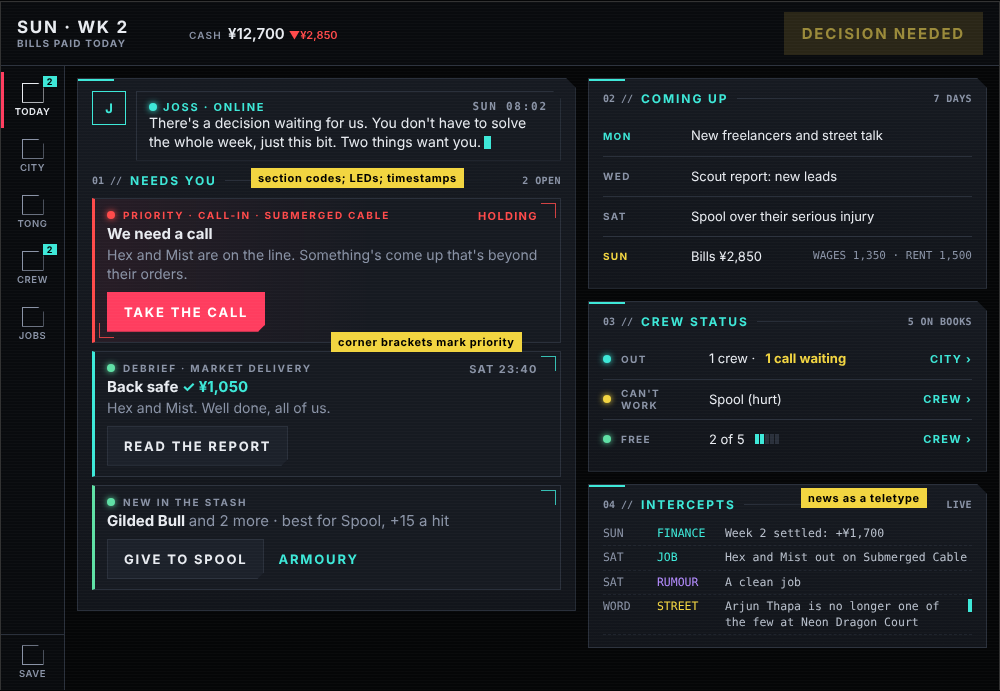 SUN · WK 2
BILLS PAID TODAY
CASH ¥12,700 ▼¥2,850
DECISION NEEDED
2
TODAY
CITY
TONG
2
CREW
JOBS
SAVE
J
JOSS · ONLINE
SUN 08:02
There's a decision waiting for us. You don't have to solve
the whole week, just this bit. Two things want you.
01 // NEEDS YOU
section codes; LEDs; timestamps
2 OPEN
PRIORITY · CALL-IN · SUBMERGED CABLE
HOLDING
We need a call
Hex and Mist are on the line. Something's come up that's beyond
their orders.
TAKE THE CALL
corner brackets mark priority
DEBRIEF · MARKET DELIVERY
SAT 23:40
Back safe ✓ ¥1,050
Hex and Mist. Well done, all of us.
READ THE REPORT
NEW IN THE STASH
Gilded Bull and 2 more · best for Spool, +15 a hit
GIVE TO SPOOL
ARMOURY
02 // COMING UP
7 DAYS
MON New freelancers and street talk
WED Scout report: new leads
SAT Spool over their serious injury
SUN Bills ¥2,850 WAGES 1,350 · RENT 1,500
03 // CREW STATUS
5 ON BOOKS
OUT 1 crew · 1 call waiting CITY ›
CAN'T
WORK
Spool (hurt) CREW ›
FREE 2 of 5 CREW ›
04 // INTERCEPTS
news as a teletype
LIVE
SUN FINANCE Week 2 settled: +¥1,700
SAT JOB Hex and Mist out on Submerged Cable
SAT RUMOUR A clean job
WORD STREET Arjun Thapa is no longer one of
the few at Neon Dragon Court